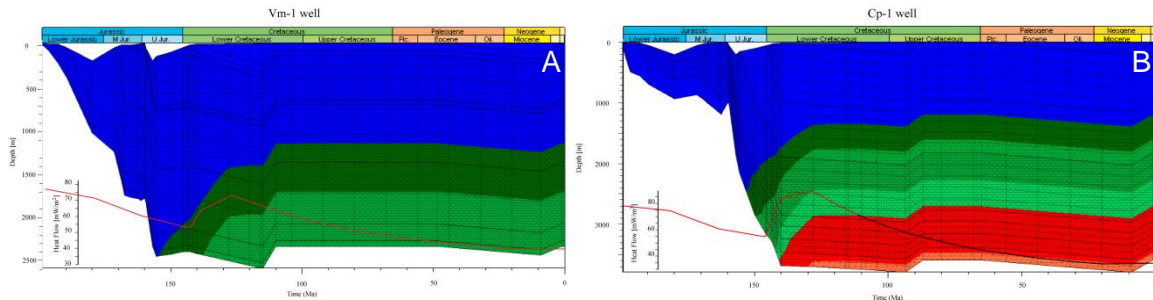 Vm-1 well
Jurassic Cretaceous Paleogene Neogene
Lower Jurassic M Jur. U Jur. Lower Cretaceous Upper Cretaceous Plc. Eocene Oli. Miocene
A
0
500
1000
1500
2000
2500
Depth [m]
80
70
60
50
40
30
Heat Flow [mW/m²]
150 100 50 0
Time (Ma)
Cp-1 well
Jurassic Cretaceous Paleogene Neogene
Lower Jurassic M Jur. U Jur. Lower Cretaceous Upper Cretaceous Plc. Eocene Oli. Miocene
B
0
1000
2000
3000
Depth [m]
80
60
40
Heat Flow [mW/m²]
150 100 50
Time (Ma)